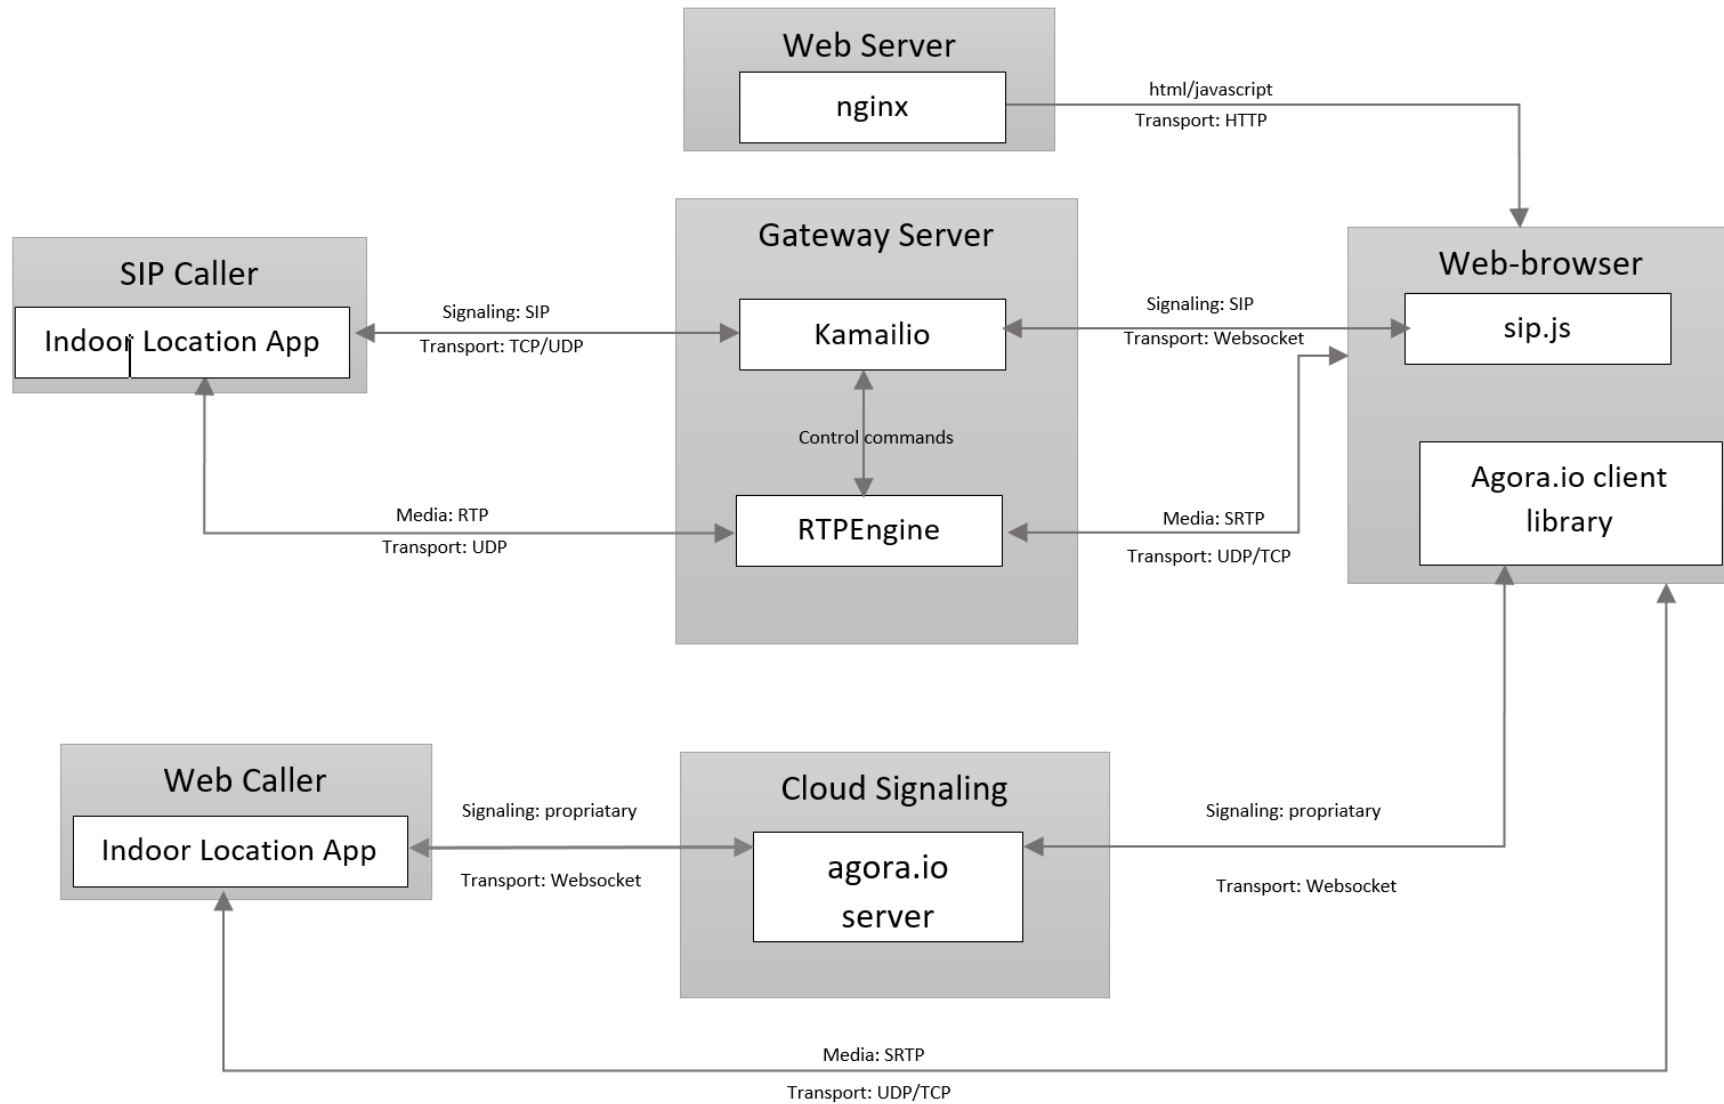 Web Server
nginx
html/javascript
Transport: HTTP
Gateway Server
SIP Caller
Indoor Location App
Signaling: SIP
Transport: TCP/UDP
Kamailio
Signaling: SIP
Transport: Websocket
Web-browser
sip.js
Control commands
Agora.io client
library
Media: RTP
Transport: UDP
RTPEngine
Media: SRTP
Transport: UDP/TCP
Web Caller
Indoor Location App
Signaling: propriatary
Transport: Websocket
Cloud Signaling
agora.io
server
Signaling: propriatary
Transport: Websocket
Media: SRTP
Transport: UDP/TCP